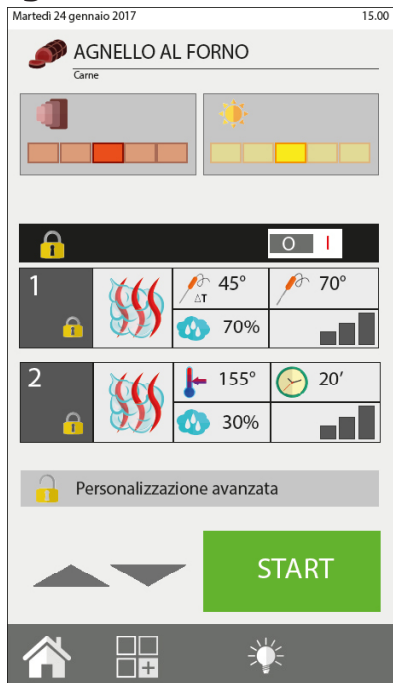 Martedì 24 gennaio 2017 15.00
AGNELLO AL FORNO
Carne
O I
1 ΔT 45° 70°
70%
2 155° 20’
30%
Personalizzazione avanzata
START